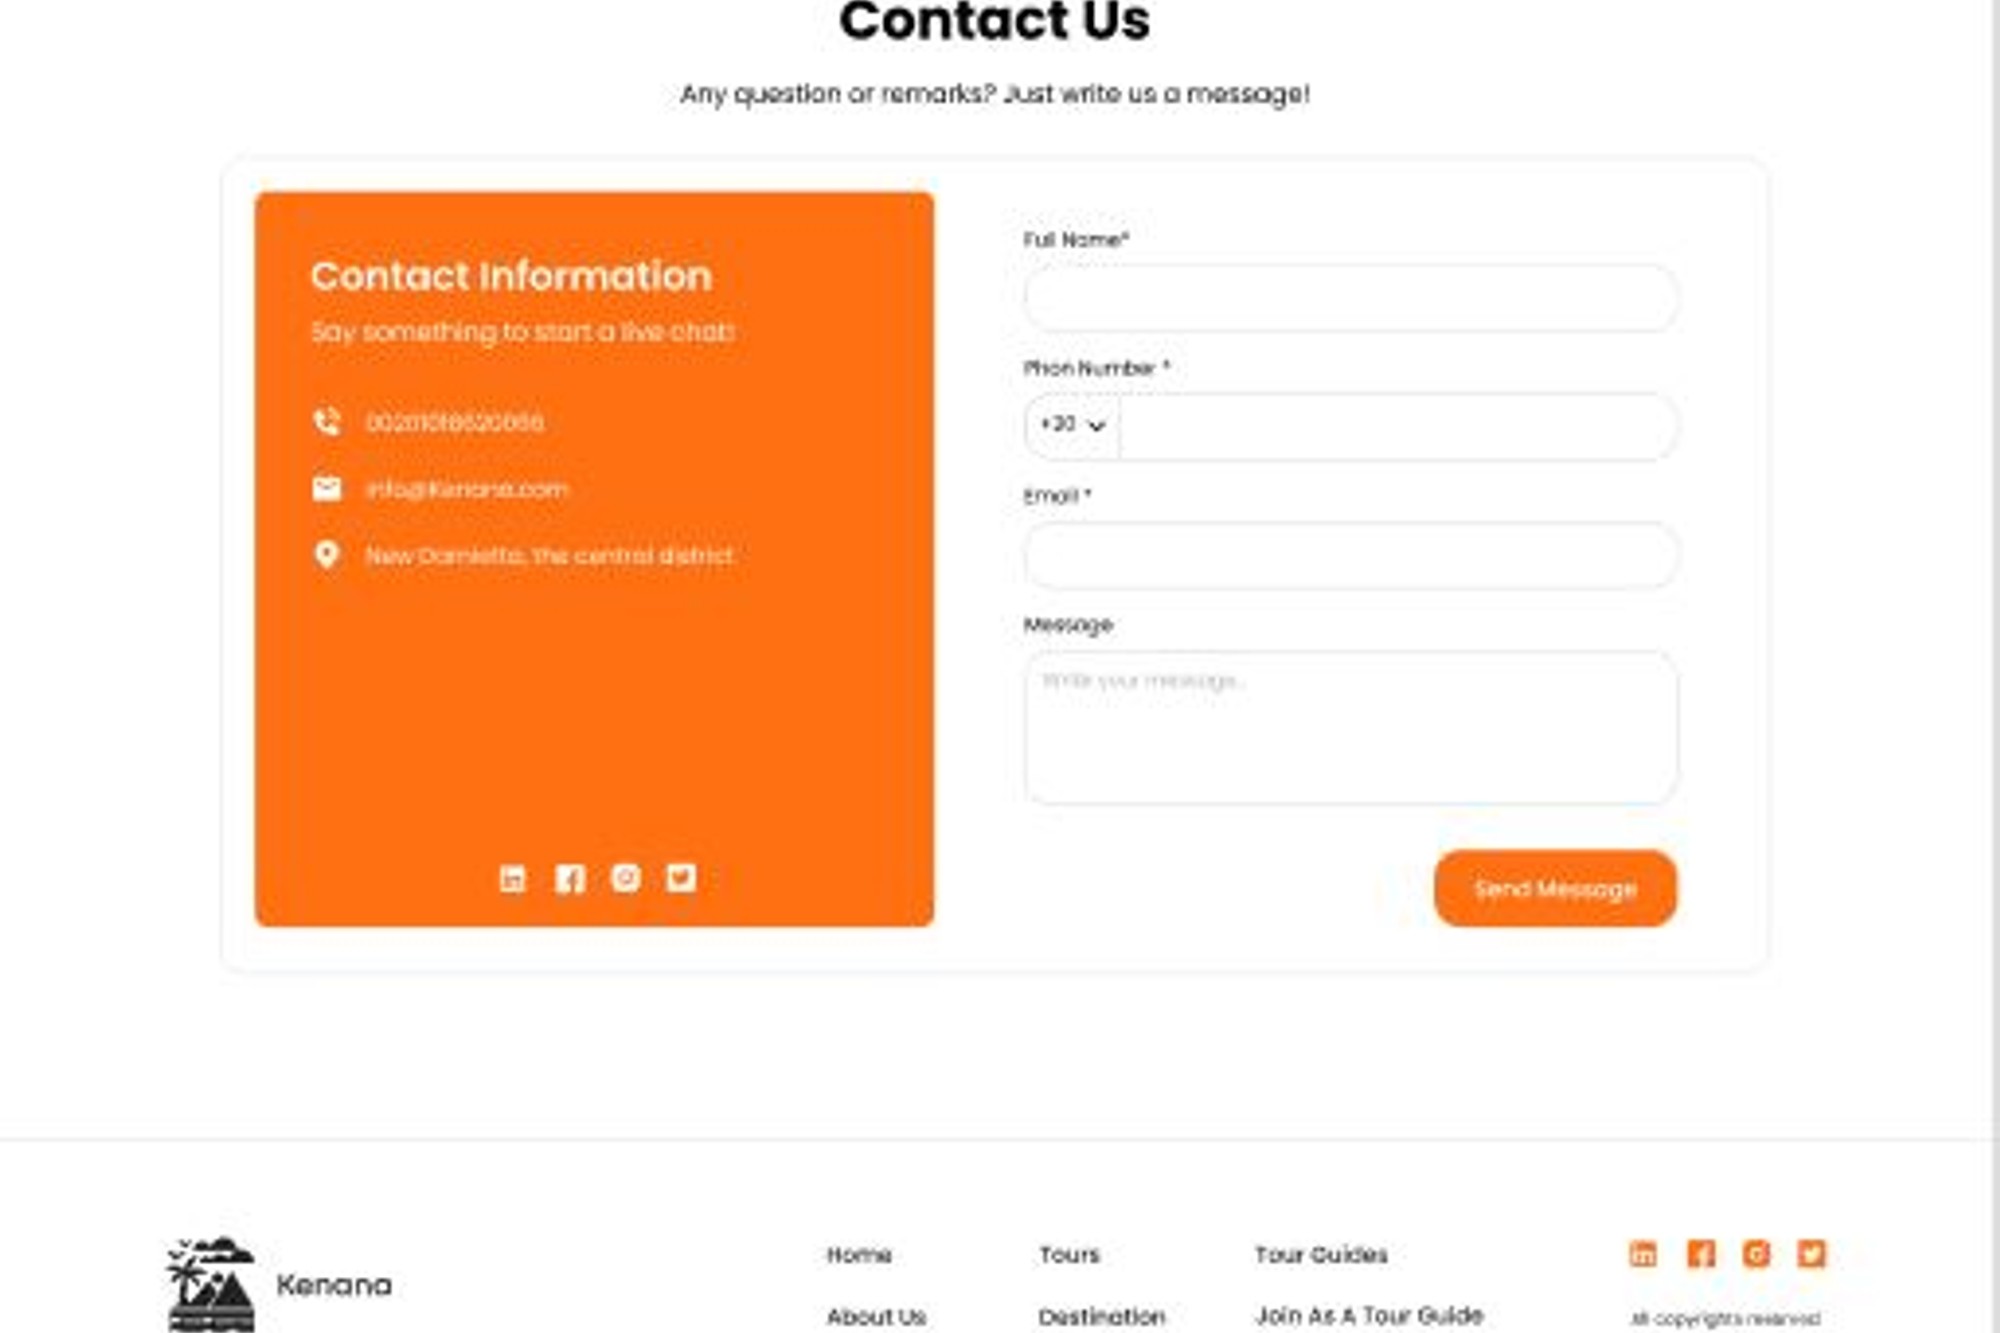 Contact Us
Any question or remarks? Just write us a message!
Contact Information
Say something to start a live chat!
info@Kenana.com
New Damietta, the central district
Full Name*
Phon Number *
+20
Email *
Message
Write your message..
Send Message
Kenana
Home
Tours
Tour Guides
About Us
Destination
Join As A Tour Guide
All copyrights reserved